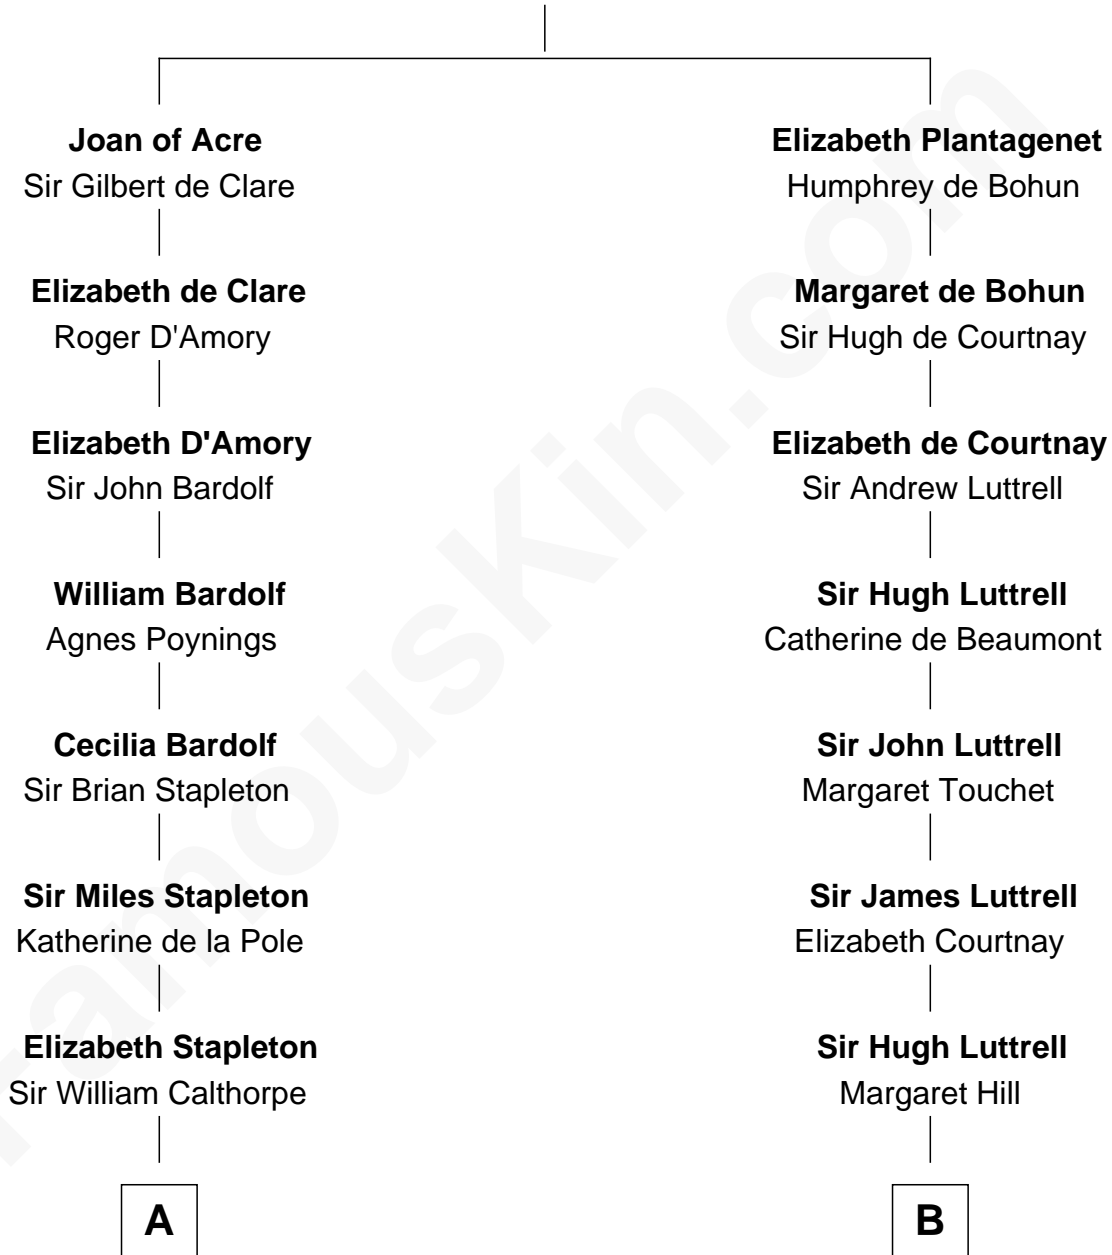 Joan of Acre
Sir Gilbert de Clare
Elizabeth de Clare
Roger D'Amory
Elizabeth D'Amory
Sir John Bardolf
William Bardolf
Agnes Poynings
Cecilia Bardolf
Sir Brian Stapleton
Sir Miles Stapleton
Katherine de la Pole
Elizabeth Stapleton
Sir William Calthorpe
A
Elizabeth Plantagenet
Humphrey de Bohun
Margaret de Bohun
Sir Hugh de Courtnay
Elizabeth de Courtnay
Sir Andrew Luttrell
Sir Hugh Luttrell
Catherine de Beaumont
Sir John Luttrell
Margaret Touchet
Sir James Luttrell
Elizabeth Courtnay
Sir Hugh Luttrell
Margaret Hill
B
FamousKin.com